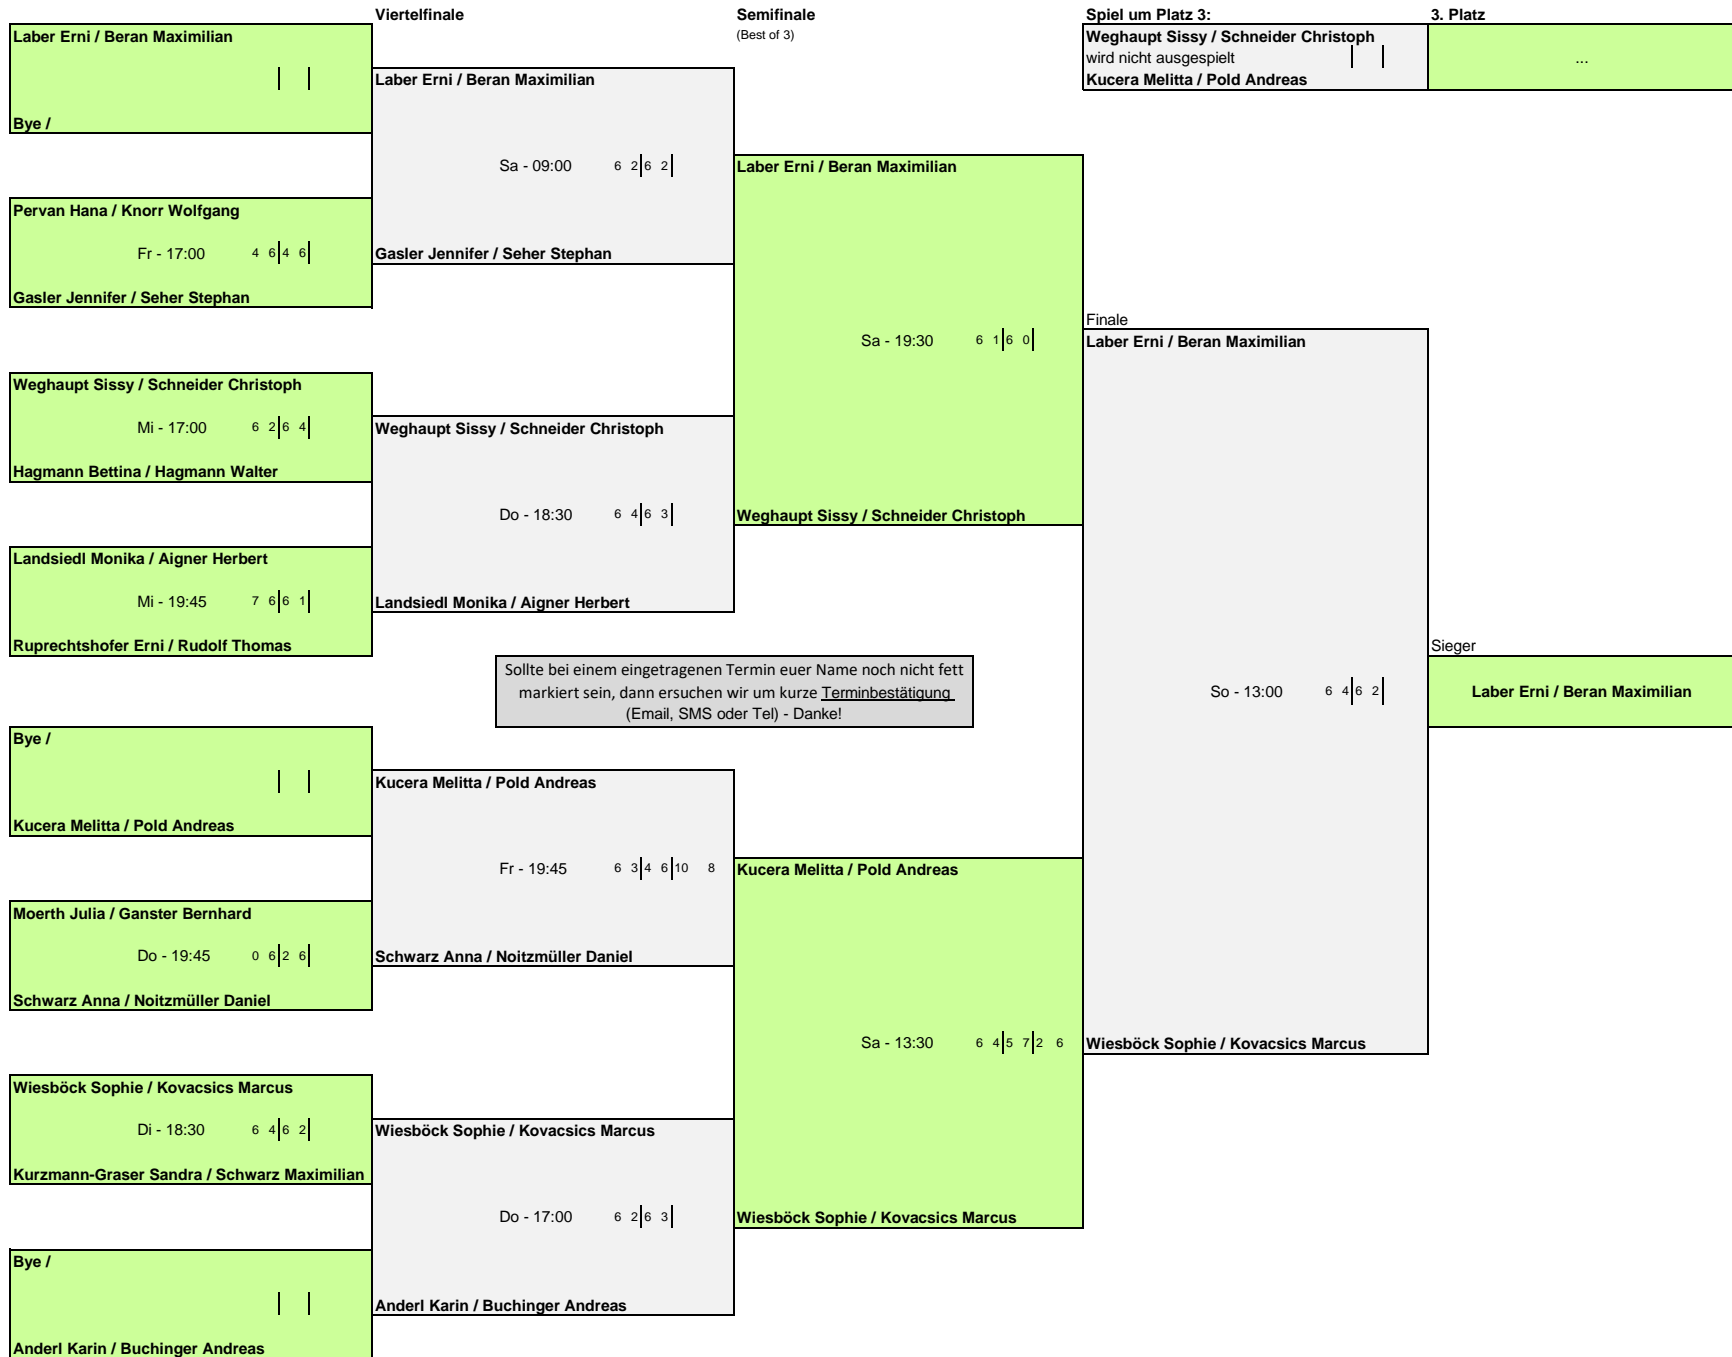 Viertelfinale
Semifinale
(Best of 3)
Spiel um Platz 3:
3. Platz
Weghaupt Sissy / Schneider Christoph
wird nicht ausgespielt
Kucera Melitta / Pold Andreas
...
Laber Erni / Beran Maximilian
Bye /
Pervan Hana / Knorr Wolfgang
Fr - 17:00 4 6 4 6
Gasler Jennifer / Seher Stephan
Weghaupt Sissy / Schneider Christoph
Mi - 17:00 6 2 6 4
Hagmann Bettina / Hagmann Walter
Landsiedl Monika / Aigner Herbert
Mi - 19:45 7 6 6 1
Ruprechtshofer Erni / Rudolf Thomas
Bye /
Kucera Melitta / Pold Andreas
Moerth Julia / Ganster Bernhard
Do - 19:45 0 6 2 6
Schwarz Anna / Noitzmüller Daniel
Wiesböck Sophie / Kovacsics Marcus
Di - 18:30 6 4 6 2
Kurzmann-Graser Sandra / Schwarz Maximilian
Bye /
Anderl Karin / Buchinger Andreas
Laber Erni / Beran Maximilian
Sa - 09:00 6 2 6 2
Gasler Jennifer / Seher Stephan
Weghaupt Sissy / Schneider Christoph
Do - 18:30 6 4 6 3
Landsiedl Monika / Aigner Herbert
Sollte bei einem eingetragenen Termin euer Name noch nicht fett
markiert sein, dann ersuchen wir um kurze Terminbestätigung
(Email, SMS oder Tel) - Danke!
Kucera Melitta / Pold Andreas
Fr - 19:45 6 3 4 6 10 8
Schwarz Anna / Noitzmüller Daniel
Wiesböck Sophie / Kovacsics Marcus
Do - 17:00 6 2 6 3
Anderl Karin / Buchinger Andreas
Laber Erni / Beran Maximilian
Sa - 19:30 6 1 6 0
Weghaupt Sissy / Schneider Christoph
Kucera Melitta / Pold Andreas
Sa - 13:30 6 4 5 7 2 6
Wiesböck Sophie / Kovacsics Marcus
Finale
Laber Erni / Beran Maximilian
So - 13:00 6 4 6 2
Wiesböck Sophie / Kovacsics Marcus
Sieger
Laber Erni / Beran Maximilian